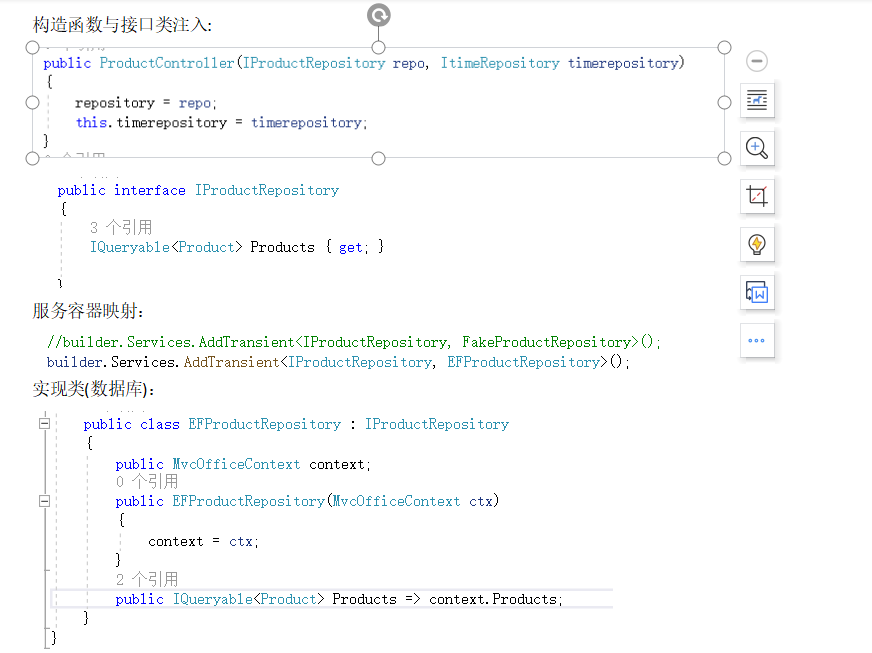 构造函数与接口类注入:
public ProductController(IProductRepository repo, ItimeRepository timerepository)
{
repository = repo;
this.timerepository = timerepository;
}
public interface IProductRepository
{
3 个引用
IQueryable<Product> Products { get; }
}
服务容器映射:
//builder.Services.AddTransient<IProductRepository, FakeProductRepository>();
builder.Services.AddTransient<IProductRepository, EFProductRepository>();
实现类(数据库):
public class EFProductRepository : IProductRepository
{
public MvcOfficeContext context;
0 个引用
public EFProductRepository(MvcOfficeContext ctx)
{
context = ctx;
}
2 个引用
public IQueryable<Product> Products => context.Products;
}
}